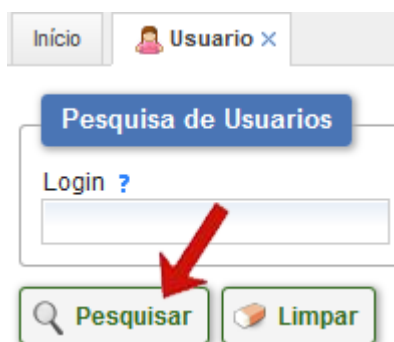 Início Usuario ×
Pesquisa de Usuarios
Login ?
Pesquisar Limpar